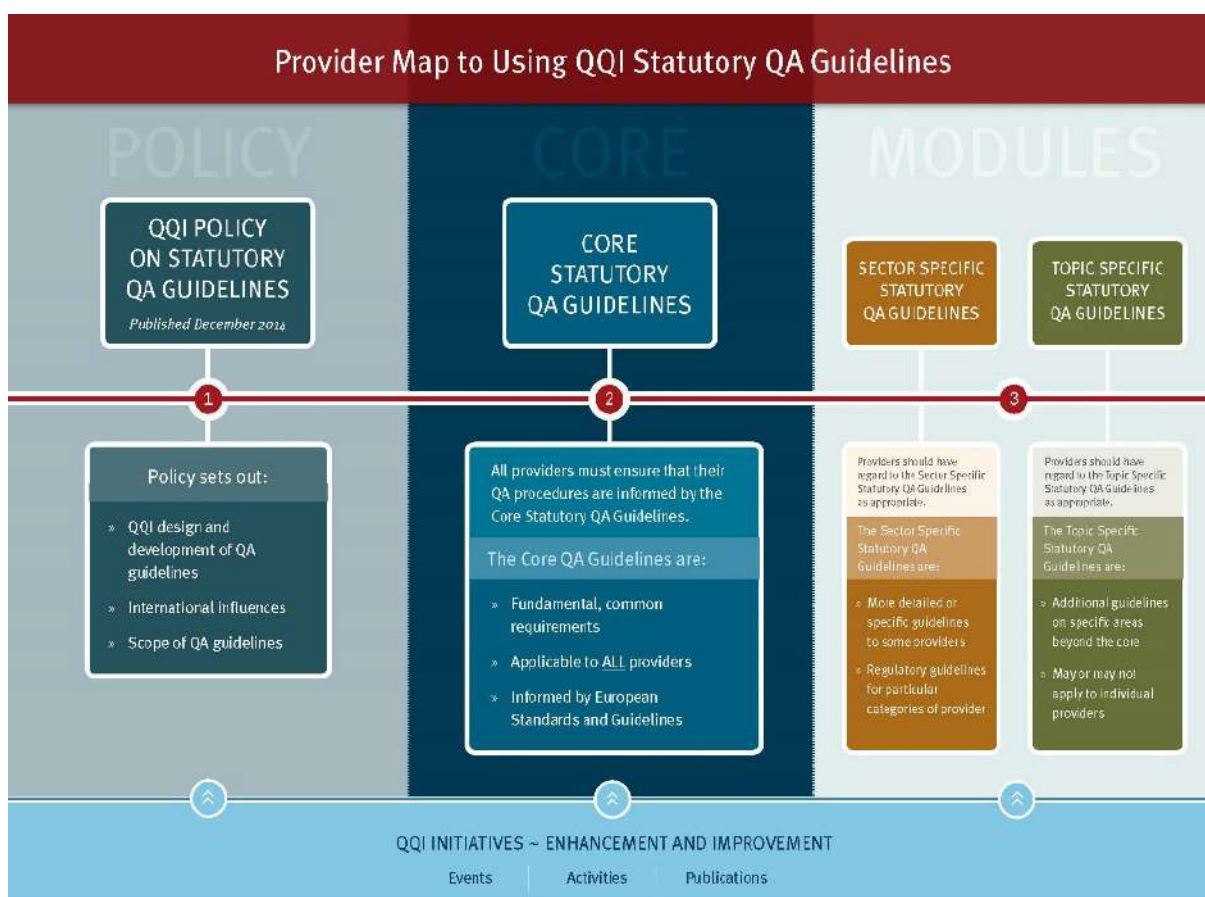 Provider Map to Using QQI Statutory QA Guidelines
POLICY
CORE
MODULES
QQI POLICY
ON STATUTORY
QA GUIDELINES
Published December 2014
CORE
STATUTORY
QA GUIDELINES
SECTOR SPECIFIC
STATUTORY
QA GUIDELINES
TOPIC SPECIFIC
STATUTORY
QA GUIDELINES
1
2
3
Policy sets out:
» QQI design and
development of QA
guidelines
» International influences
» Scope of QA guidelines
All providers must ensure that their
QA procedures are informed by the
Core Statutory QA Guidelines.
The Core QA Guidelines are:
» Fundamental, common
requirements
» Applicable to ALL providers
» Informed by European
Standards and Guidelines
Providers should have
regard to the Sector Specific
Statutory QA Guidelines
as appropriate.
The Sector Specific
Statutory QA
Guidelines are:
» More detailed or
specific guidelines
to some providers
» Regulatory guidelines
for particular
categories of provider
Providers should have
regard to the Topic Specific
Statutory QA Guidelines
as appropriate.
The Topic Specific
Statutory QA
Guidelines are:
» Additional guidelines
on specific areas
beyond the core
» May or may not
apply to individual
providers
QQI INITIATIVES ~ ENHANCEMENT AND IMPROVEMENT
Events
Activities
Publications